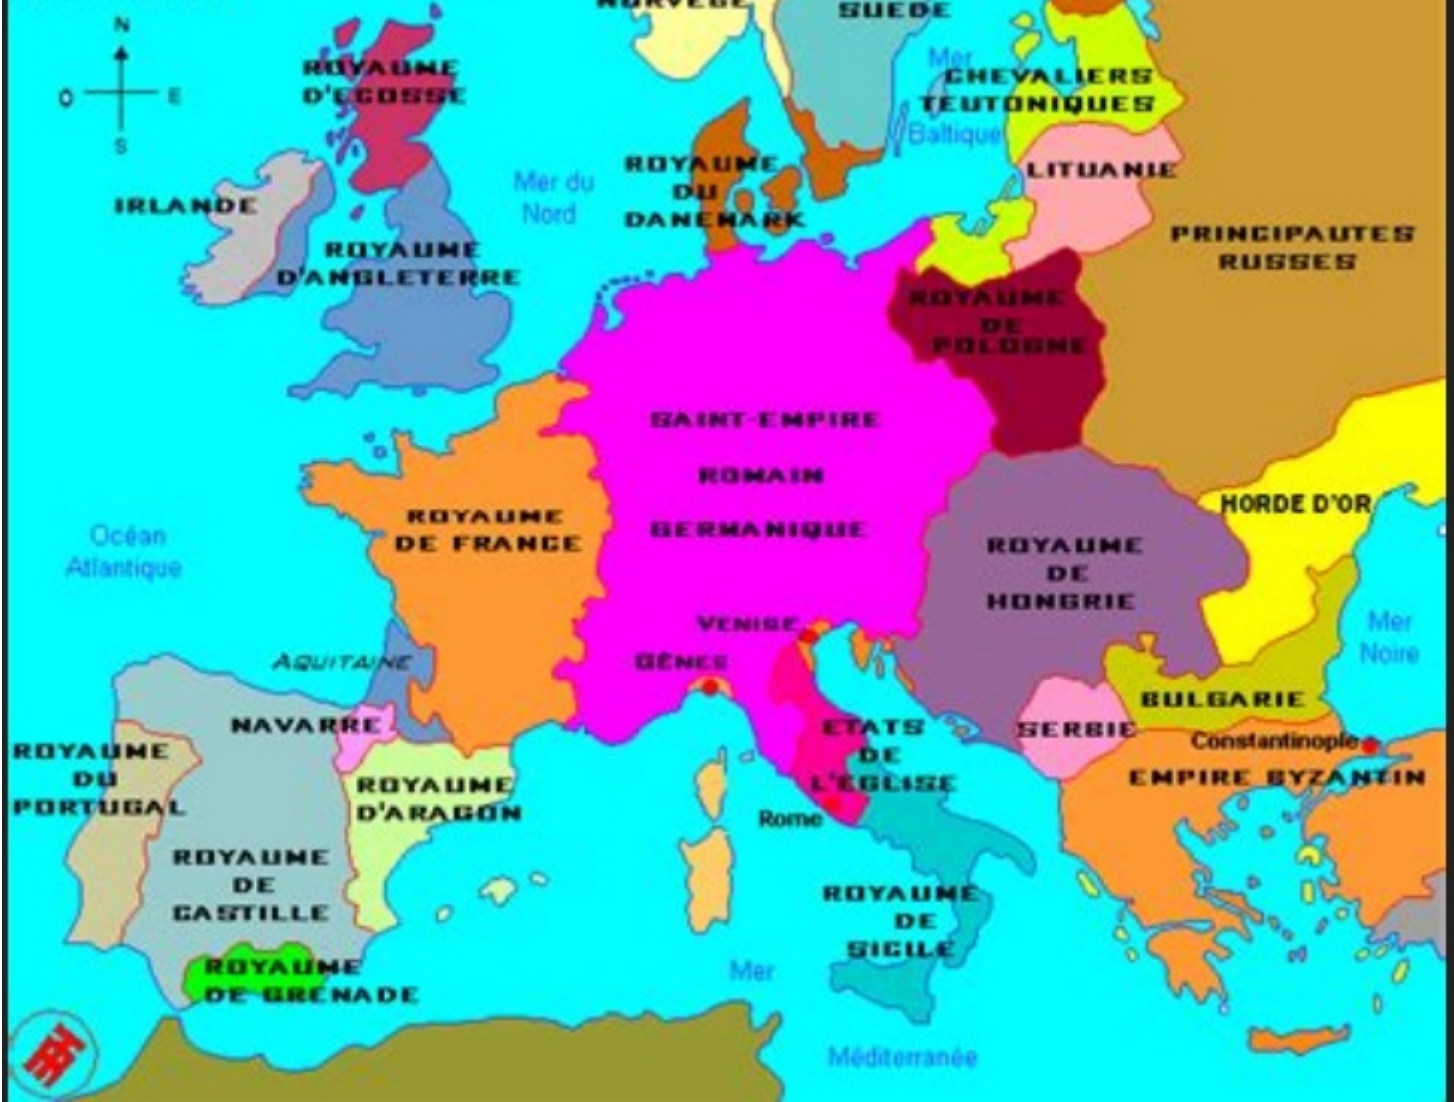 N
O
E
S
NORVEGE
SUEDE
ROYAUME
D'ECOSSE
Mer
Baltique
CHEVALIERS
TEUTONIQUES
LITUANIE
IRLANDE
Mer du
Nord
ROYAUME
DU
DANEMARK
PRINCIPAUTES
RUSSES
ROYAUME
D'ANGLETERRE
ROYAUME
DE
POLOGNE
SAINT-EMPIRE
ROMAIN
GERMANIQUE
HORDE D'OR
ROYAUME
DE FRANCE
Océan
Atlantique
ROYAUME
DE
HONGRIE
Mer
Noire
VENISE
GÊNES
AQUITAINE
NAVARRE
BULGARIE
SERBIE
ETATS
DE
L'ÉGLISE
Constantinople
EMPIRE BYZANTIN
ROYAUME
DU
PORTUGAL
ROYAUME
D'ARAGON
Rome
ROYAUME
DE
CASTILLE
ROYAUME
DE
SICILE
ROYAUME
DE GRENADE
Mer
Méditerranée